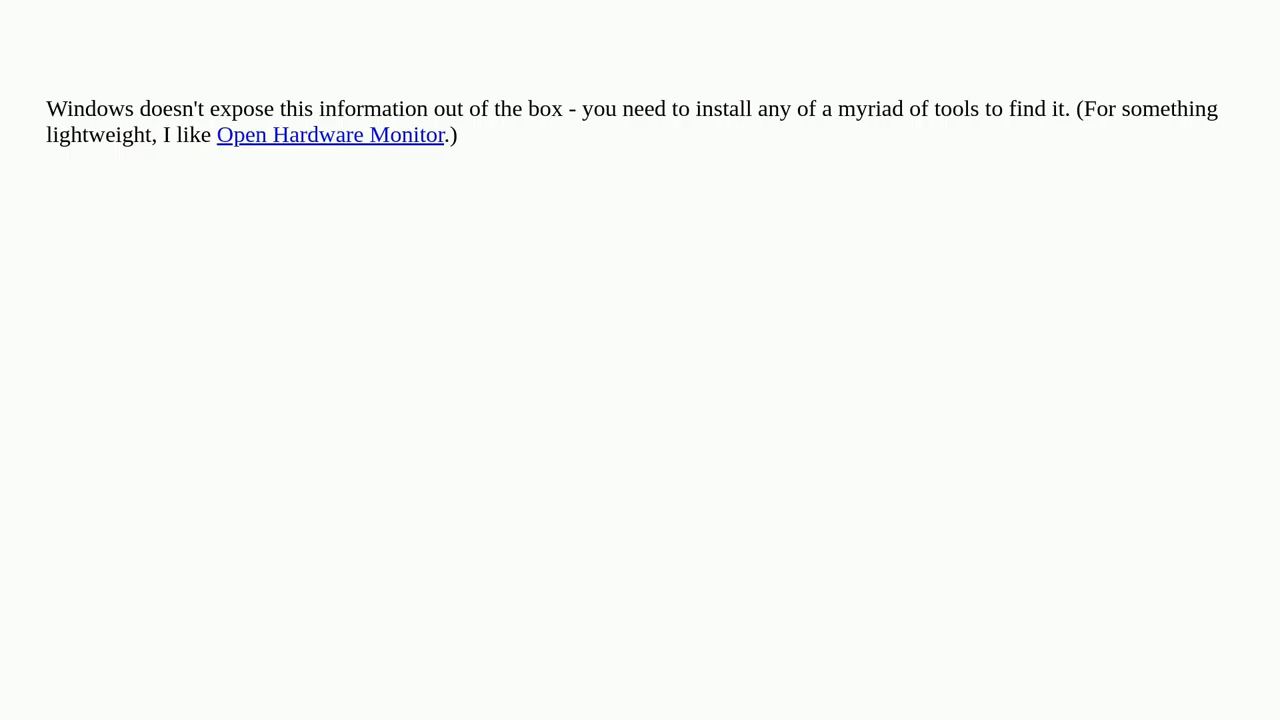 Windows doesn't expose this information out of the box - you need to install any of a myriad of tools to find it. (For something
lightweight, I like Open Hardware Monitor.)